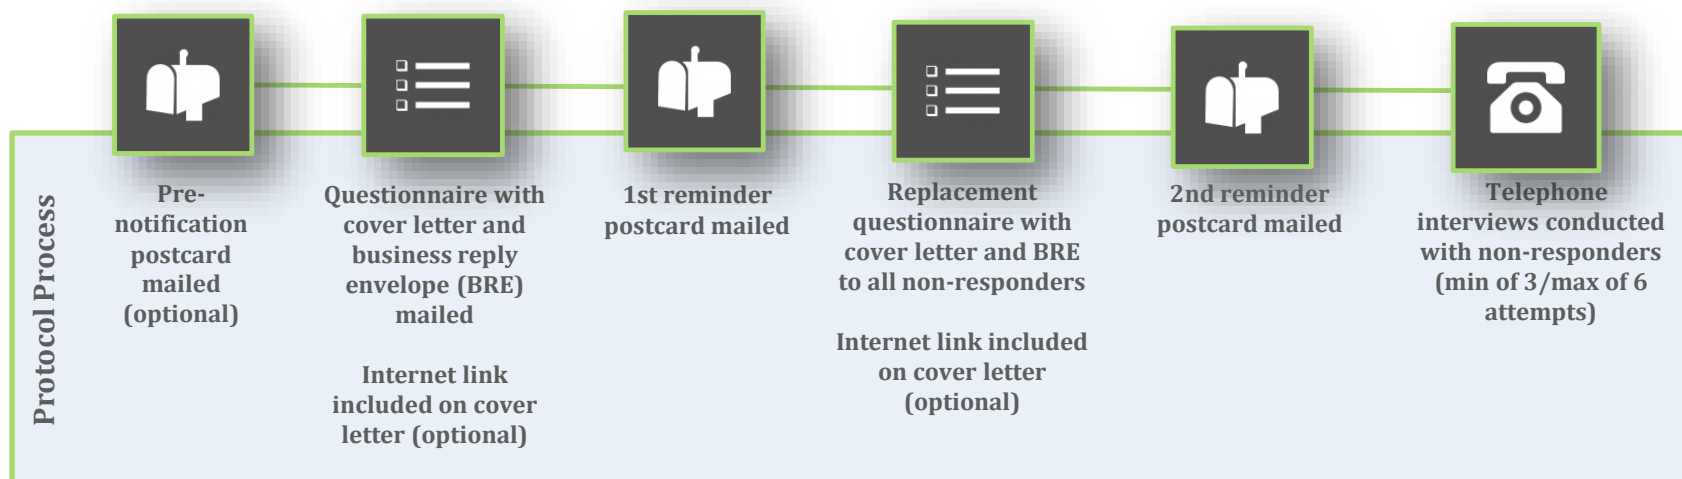 Protocol Process
Pre-
notification
postcard
mailed
(optional)
Questionnaire with
cover letter and
business reply
envelope (BRE)
mailed
Internet link
included on cover
letter (optional)
1st reminder
postcard mailed
Replacement
questionnaire with
cover letter and BRE
to all non-responders
Internet link included
on cover letter
(optional)
2nd reminder
postcard mailed
Telephone
interviews conducted
with non-responders
(min of 3/max of 6
attempts)